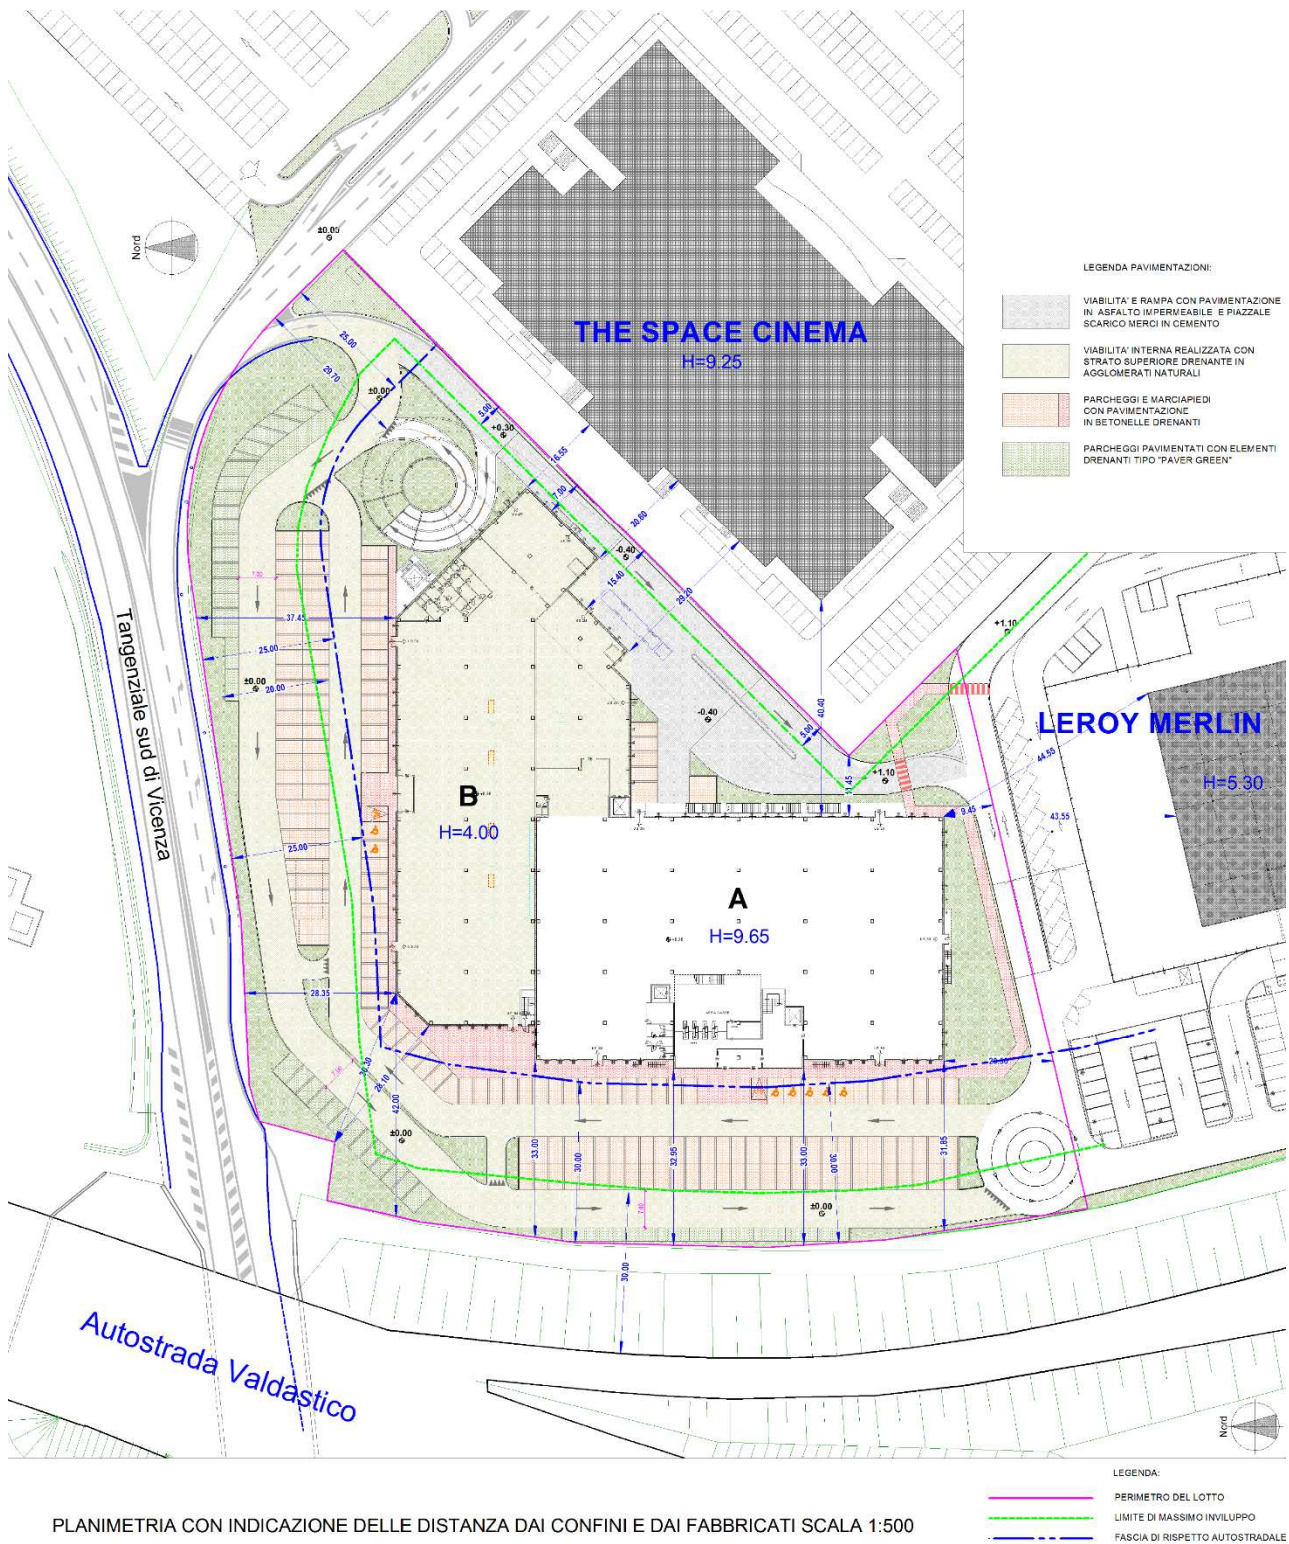 ±0.00
Nord
LEGENDA PAVIMENTAZIONI:
VIABILITA' E RAMPA CON PAVIMENTAZIONE
IN ASFALTO IMPERMEABILE E PIAZZALE
SCARICO MERCI IN CEMENTO
VIABILITA' INTERNA REALIZZATA CON
STRATO SUPERIORE DRENANTE IN
AGGLOMERATI NATURALI
PARCHEGGI E MARCIAPIEDI
CON PAVIMENTAZIONE
IN BETONELLE DRENANTI
PARCHEGGI PAVIMENTATI CON ELEMENTI
DRENANTI TIPO "PAVER GREEN"
THE SPACE CINEMA
H=9.25
25.00
29.70
±0.00
5.00
+0.30
16.55
7.00
30.80
-0.40
15.40
29.20
7.50
37.45
25.00
20.00
±0.00
+1.10
40.40
-0.40
5.00
LEROY MERLIN
44.55
H=5.30
+1.10
11.45
9.45
43.55
Tangenziale sud di Vicenza
B
H=4.00
25.00
A
H=9.65
28.35
28.10
42.00
±0.00
33.00
30.00
32.95
33.00
30.00
31.85
±0.00
30.00
Autostrada Valdastico
Nord
LEGENDA:
PERIMETRO DEL LOTTO
LIMITE DI MASSIMO INVILUPPO
FASCIA DI RISPETTO AUTOSTRADALE
PLANIMETRIA CON INDICAZIONE DELLE DISTANZA DAI CONFINI E DAI FABBRICATI SCALA 1:500